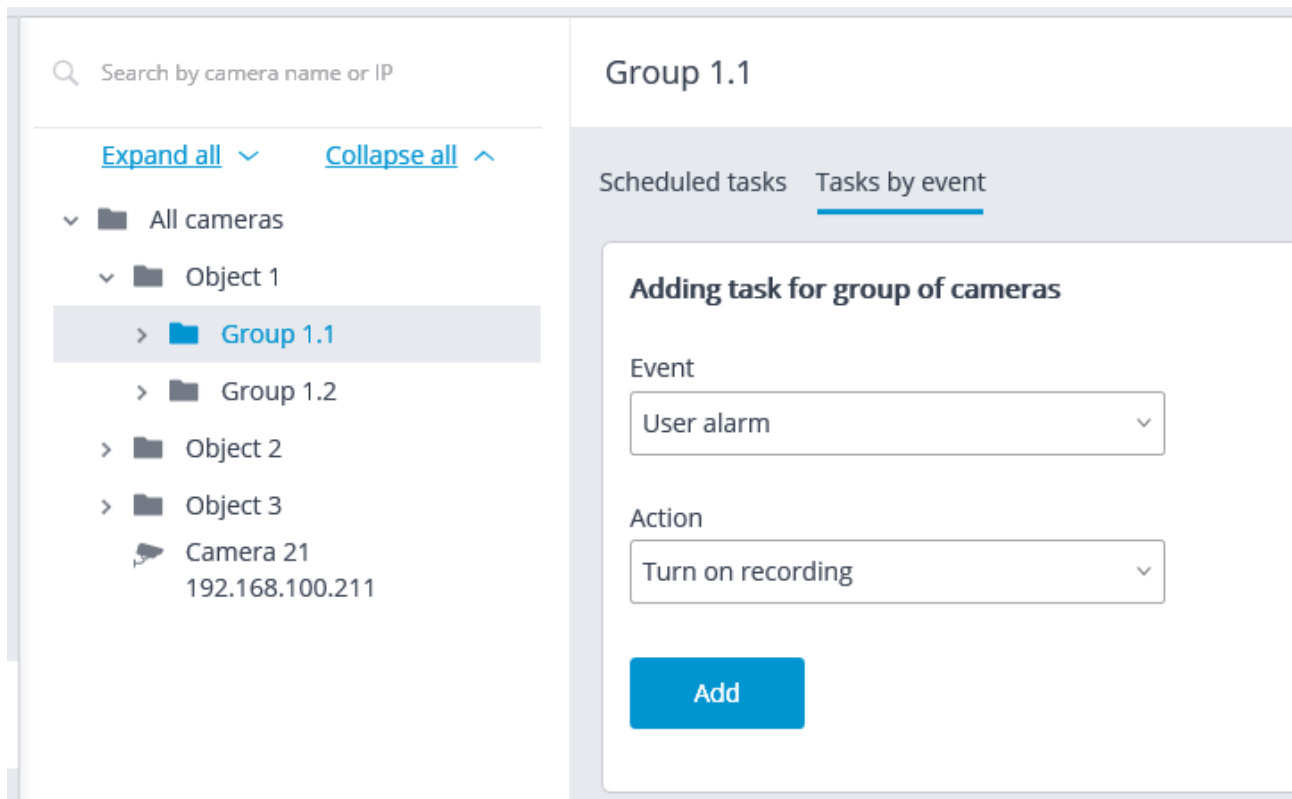 Search by camera name or IP
Expand all
Collapse all
All cameras
Object 1
Group 1.1
Group 1.2
Object 2
Object 3
Camera 21
192.168.100.211
Group 1.1
Scheduled tasks
Tasks by event
Adding task for group of cameras
Event
User alarm
Action
Turn on recording
Add